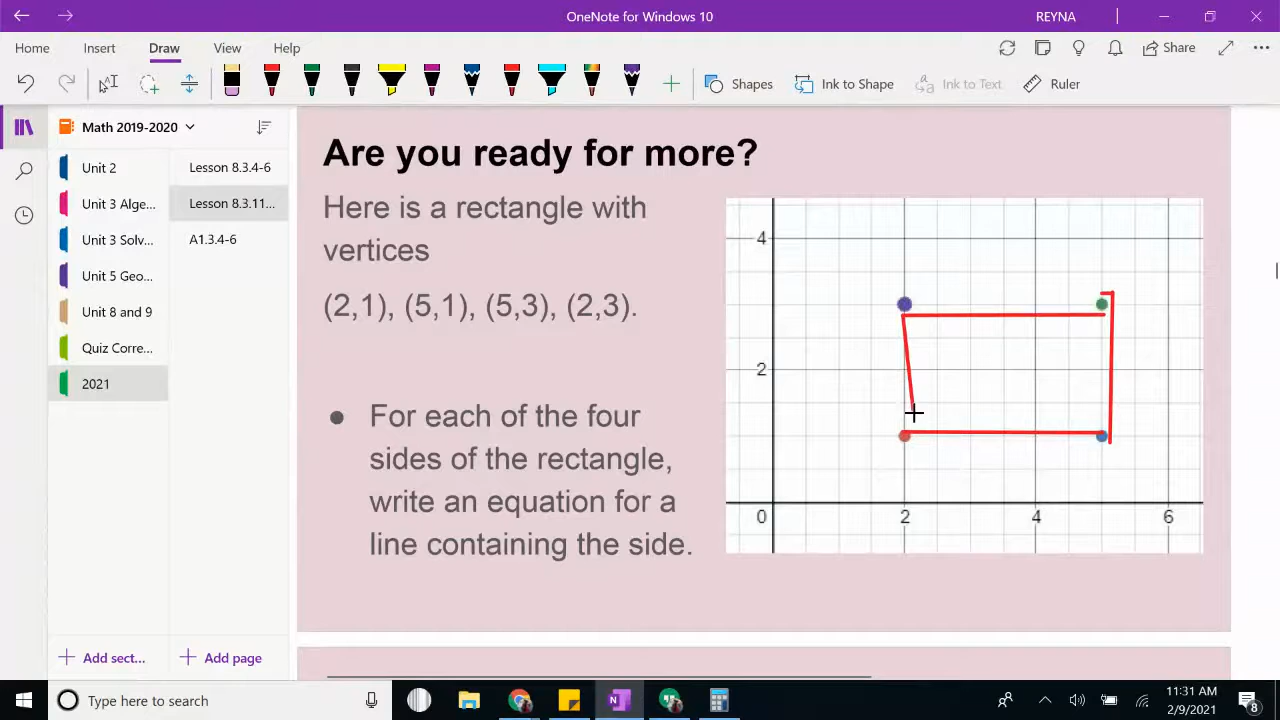 OneNote for Windows 10
REYNA
Home Insert Draw View Help
Share
Shapes Ink to Shape Ink to Text Ruler
Math 2019-2020
Unit 2
Unit 3 Alge...
Unit 3 Solv...
Unit 5 Geo...
Unit 8 and 9
Quiz Corre...
2021
Add sect...
Lesson 8.3.4-6
Lesson 8.3.11...
A1.3.4-6
Add page
Are you ready for more?
Here is a rectangle with
vertices
(2,1), (5,1), (5,3), (2,3).
● For each of the four
sides of the rectangle,
write an equation for a
line containing the side.
4
2
0 2 4 6
Type here to search
11:31 AM
2/9/2021
8